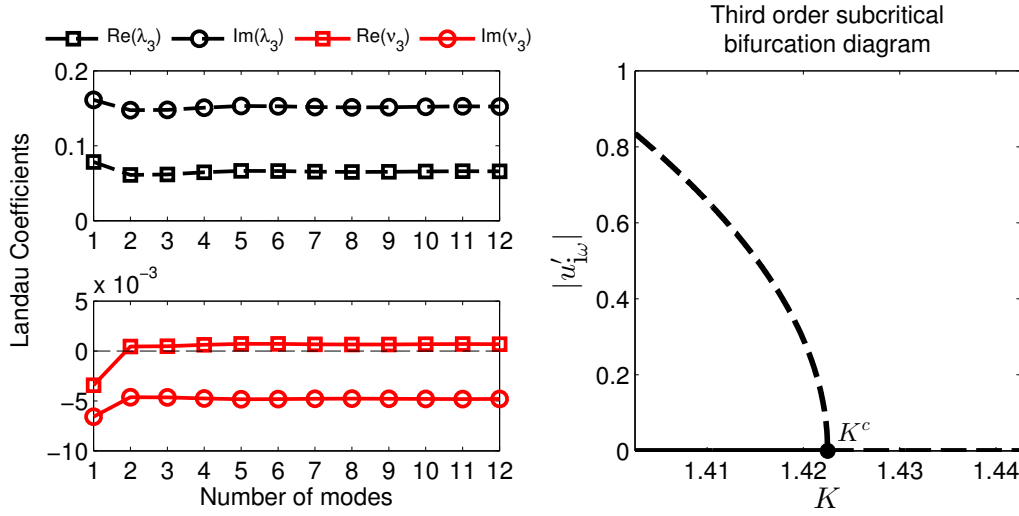 Re(λ3) Im(λ3) Re(ν3) Im(ν3)
Landau Coefficients
0.2
0.1
0
1 2 3 4 5 6 7 8 9 10 11 12
x 10−3
5
0
−5
−10
1 2 3 4 5 6 7 8 9 10 11 12
Number of modes
Third order subcritical
bifurcation diagram
|u′iω|
1
0.8
0.6
0.4
0.2
0
Kc
1.41 1.42 1.43 1.44
K